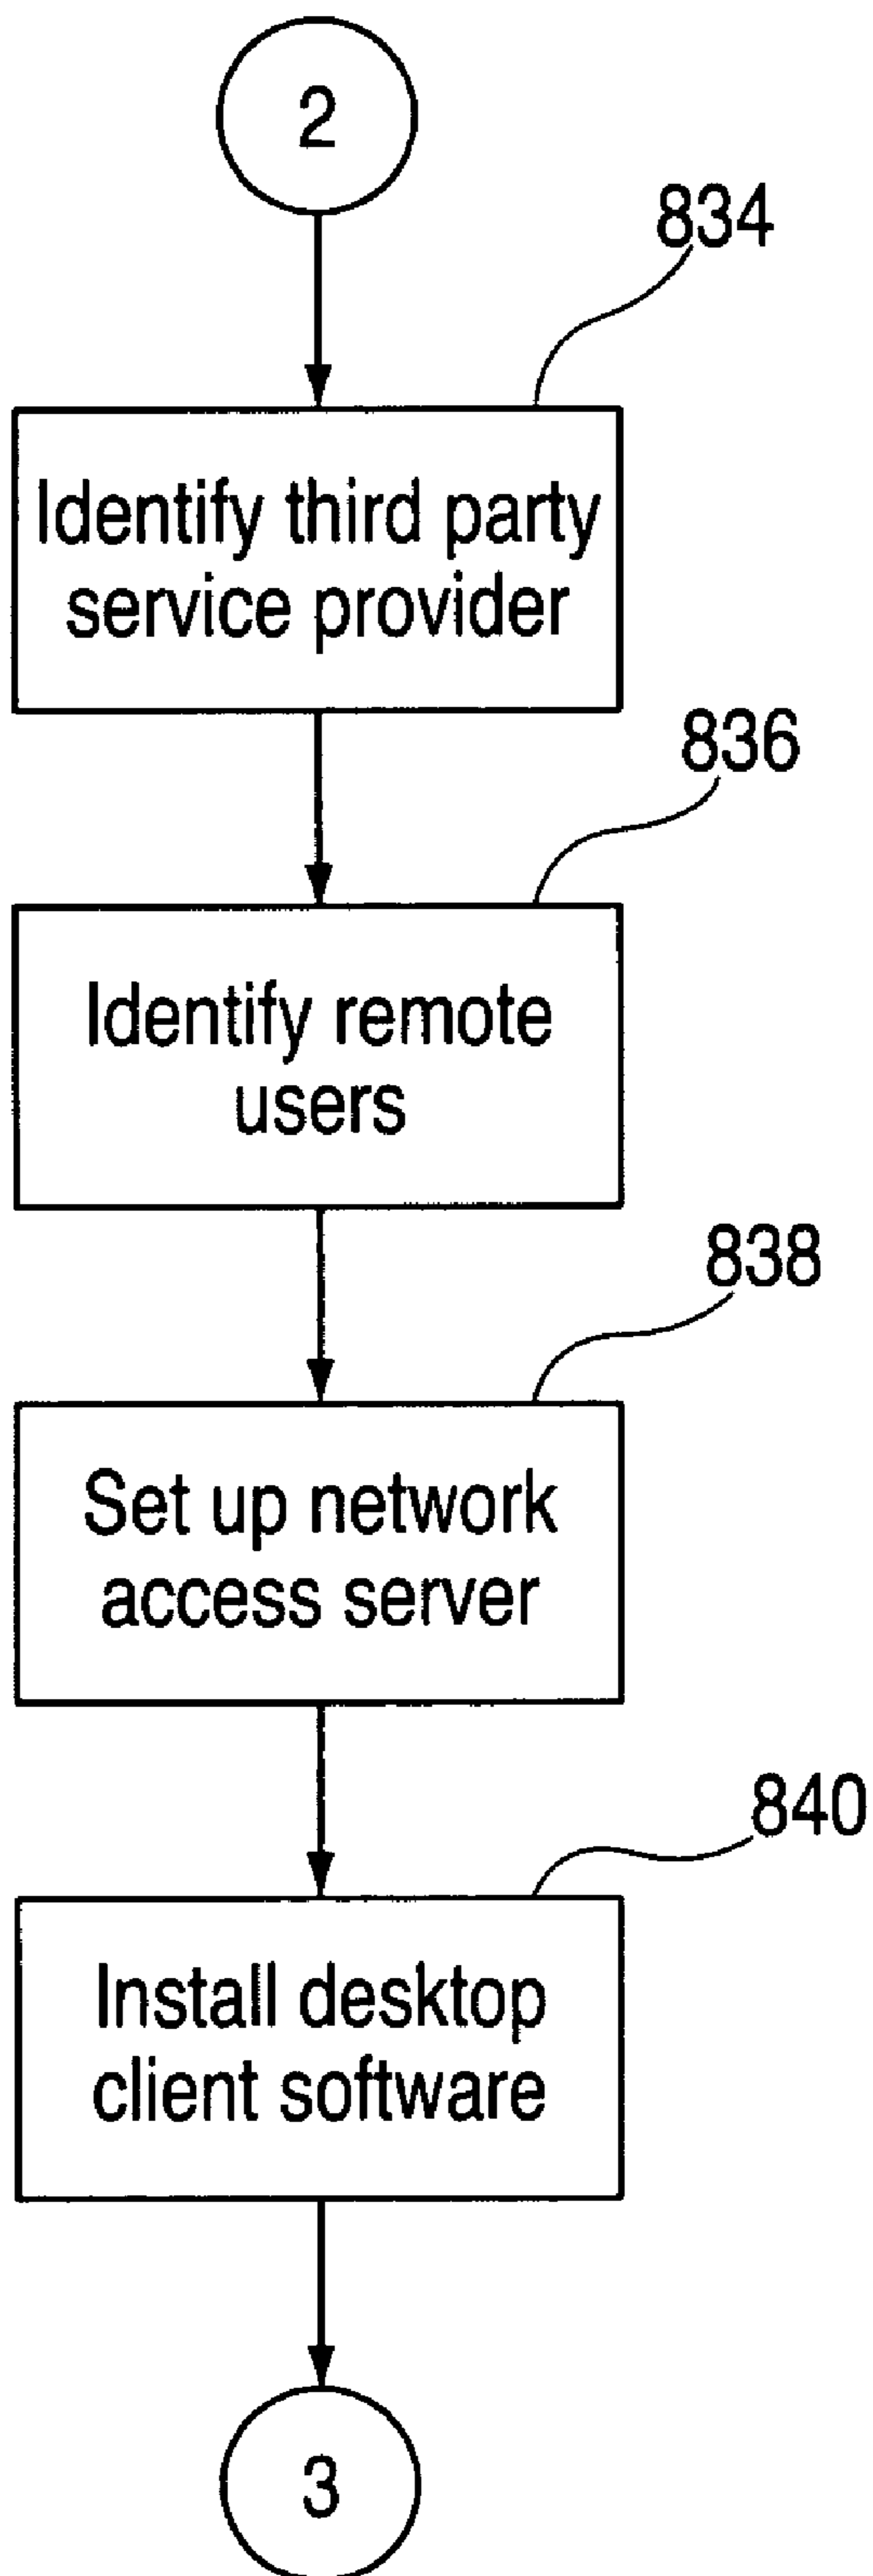 2
834
Identify third party
service provider
836
Identify remote
users
838
Set up network
access server
840
Install desktop
client software
3